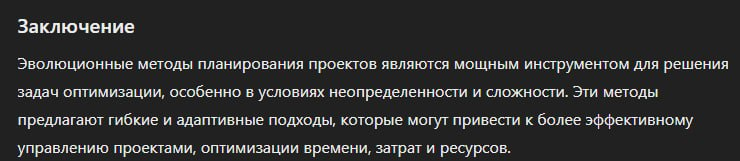 Заключение
Эволюционные методы планирования проектов являются мощным инструментом для решения
задач оптимизации, особенно в условиях неопределенности и сложности. Эти методы
предлагают гибкие и адаптивные подходы, которые могут привести к более эффективному
управлению проектами, оптимизации времени, затрат и ресурсов.